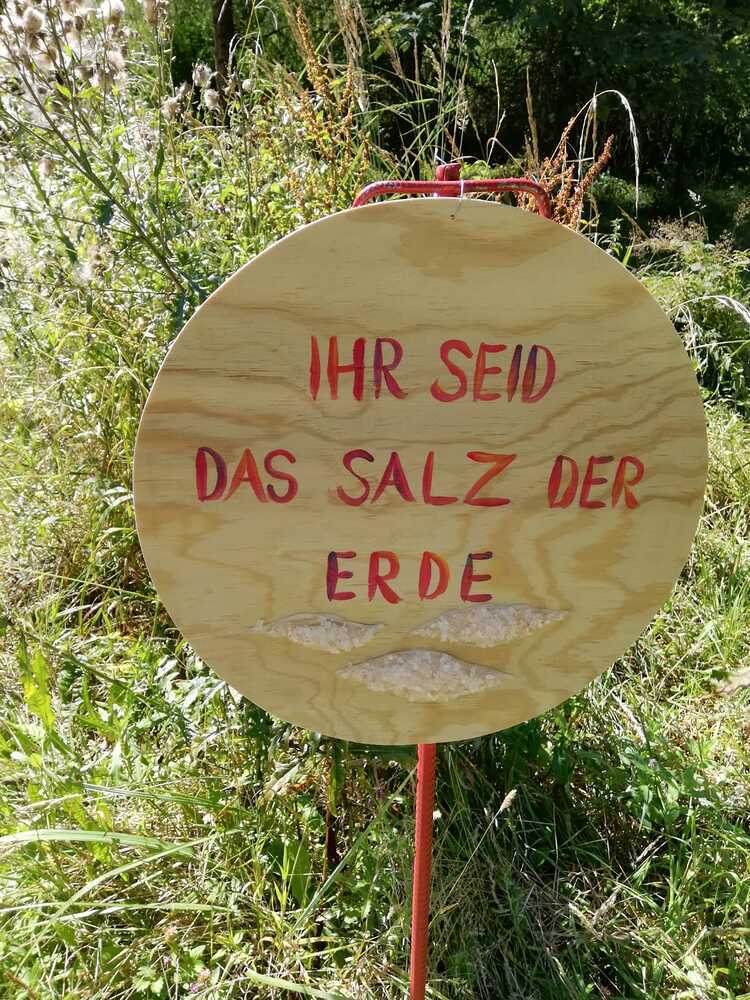 IHR SEID
DAS SALZ DER
ERDE